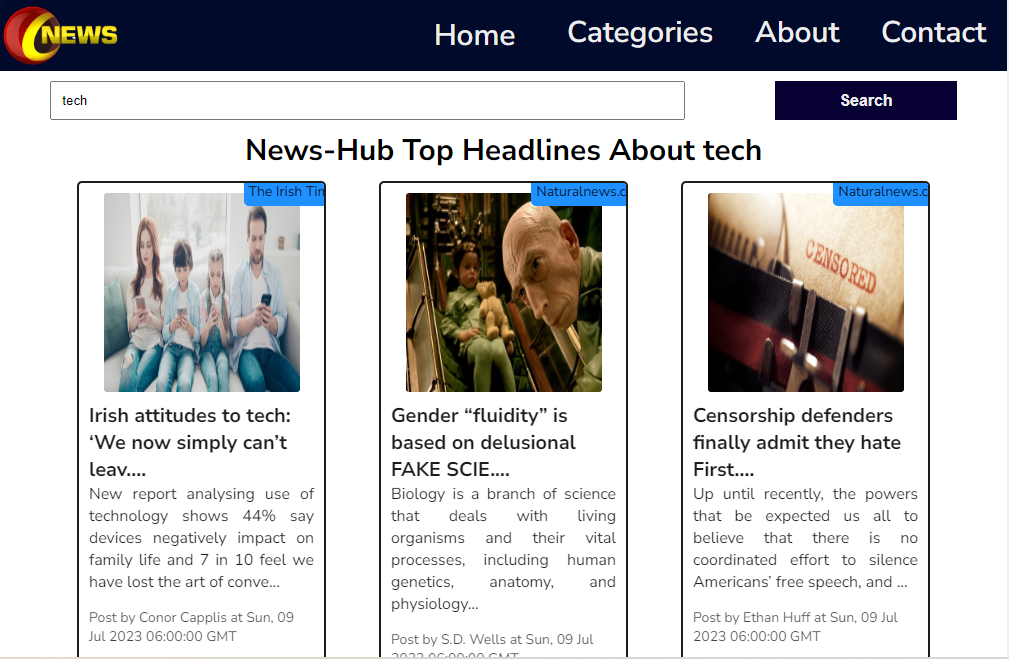 NEWS
Home Categories About Contact
tech
Search
News-Hub Top Headlines About tech
The Irish Tim
Irish attitudes to tech:
‘We now simply can’t
leav....
New report analysing use of
technology shows 44% say
devices negatively impact on
family life and 7 in 10 feel we
have lost the art of conve...
Post by Conor Capplis at Sun, 09
Jul 2023 06:00:00 GMT
Naturalnews.c
Gender “fluidity” is
based on delusional
FAKE SCIE....
Biology is a branch of science
that deals with living
organisms and their vital
processes, including human
genetics, anatomy, and
physiology...
Post by S.D. Wells at Sun, 09 Jul
2023 06:00:00 GMT
Naturalnews.c
CENSORED
Censorship defenders
finally admit they hate
First....
Up until recently, the powers
that be expected us all to
believe that there is no
coordinated effort to silence
Americans’ free speech, and ...
Post by Ethan Huff at Sun, 09 Jul
2023 06:00:00 GMT